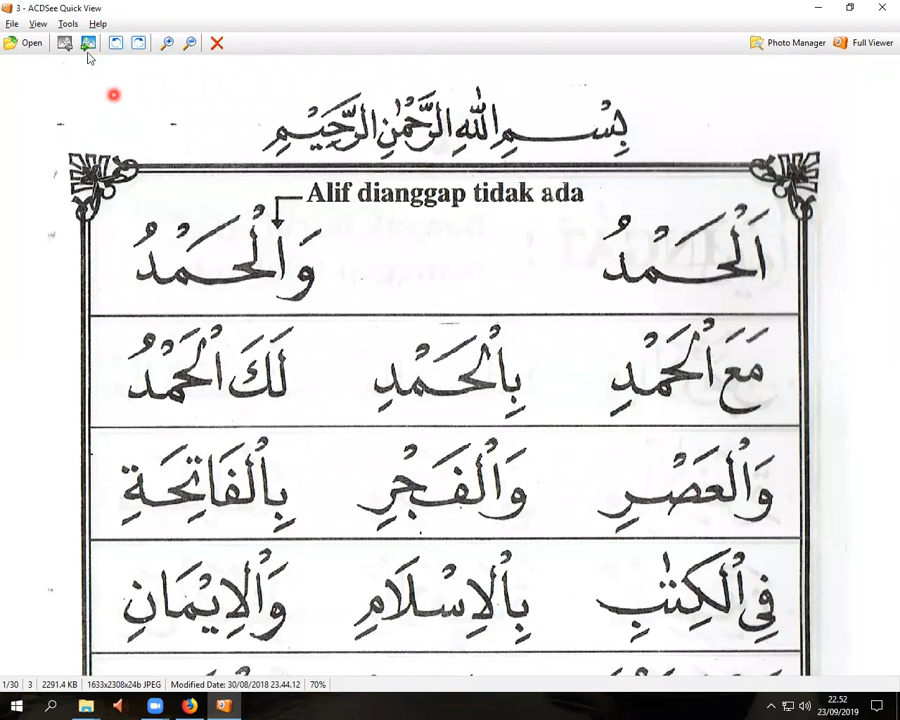 3 - ACDSee Quick View
File View Tools Help
Open Photo Manager Full Viewer
بِسْمِ اللّٰهِ الرَّحْمٰنِ الرَّحِيْمِ
Alif dianggap tidak ada
اَلْحَمْدُ وَالْحَمْدُ
مَعَ الْحَمْدِ بِالْحَمْدِ لَكَ الْحَمْدُ
وَالْعَصْرِ وَالْفَجْرِ بِالْفَاتِحَةِ
فِى الْكِتٰبِ بِالْاِسْلَامِ وَالْاِيْمَانِ
1/30 3 2291.4 KB 1633x2308x24b JPEG Modified Date: 30/08/2018 23.44.12 70%
22.52
23/09/2019